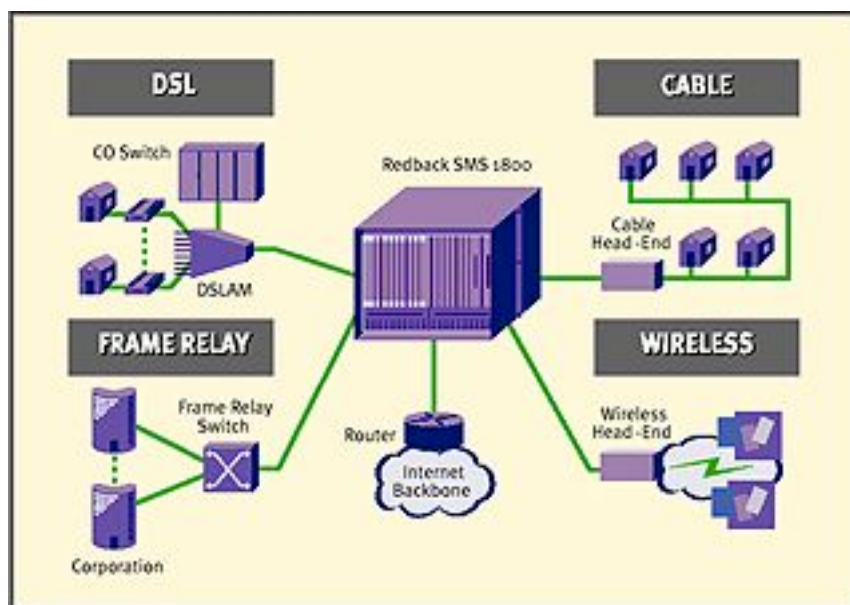 DSL
CO Switch
DSLAM
Redback SMS 1800
CABLE
Cable
Head-End
FRAME RELAY
Frame Relay
Switch
Corporation
Router
Internet
Backbone
WIRELESS
Wireless
Head-End